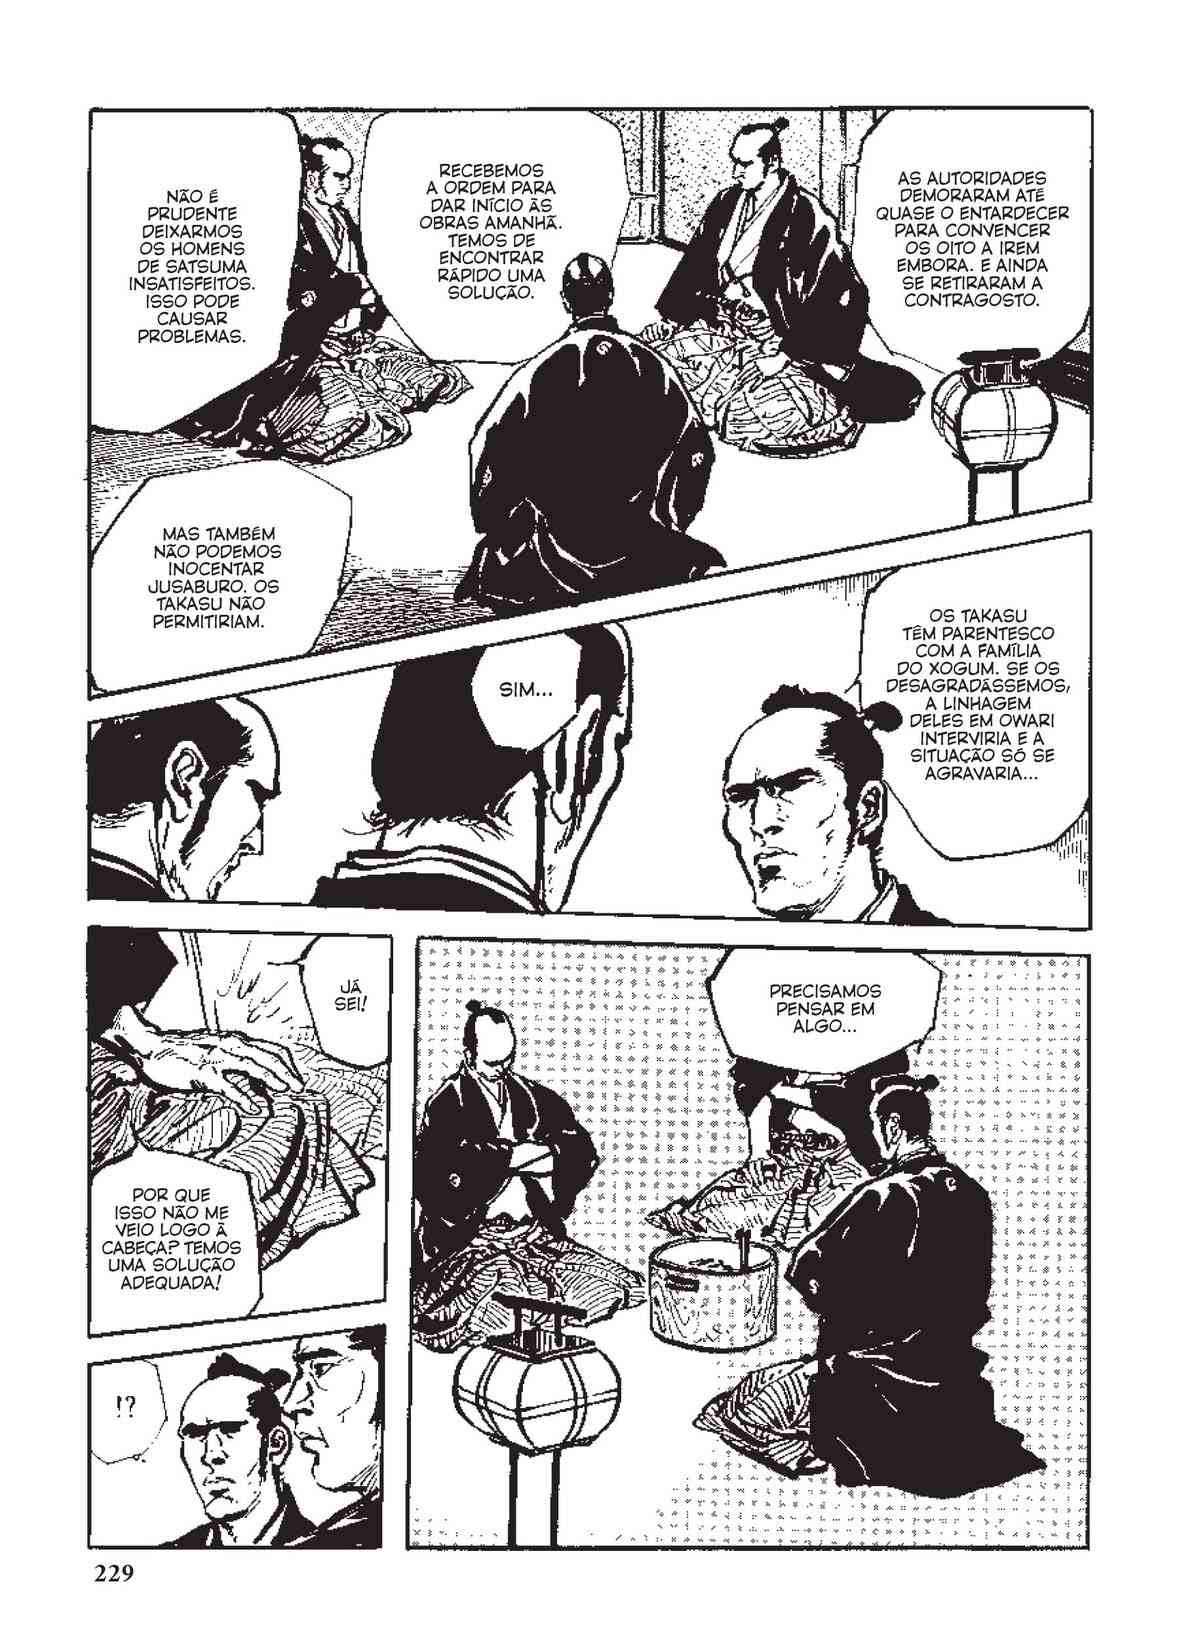 AS AUTORIDADES
DEMORARAM ATÉ
QUASE O ENTARDECER
PARA CONVENCER
OS OITO A IREM
EMBORA. E AINDA
SE RETIRARAM A
CONTRAGOSTO.
RECEBEMOS
A ORDEM PARA
DAR INÍCIO ÀS
OBRAS AMANHÃ.
TEMOS DE
ENCONTRAR
RÁPIDO UMA
SOLUÇÃO.
NÃO É
PRUDENTE
DEIXARMOS
OS HOMENS
DE SATSUMA
INSATISFEITOS.
ISSO PODE
CAUSAR
PROBLEMAS.
MAS TAMBÉM
NÃO PODEMOS
INOCENTAR
JUSABURO. OS
TAKASU NÃO
PERMITIRIAM.
OS TAKASU
TÊM PARENTESCO
COM A FAMÍLIA
DO XOGUM. SE OS
DESAGRADÁSSEMOS,
A LINHAGEM
DELES EM OWARI
INTERVIRIA E A
SITUAÇÃO SÓ SE
AGRAVARIA...
SIM...
PRECISAMOS
PENSAR EM
ALGO...
JÁ
SEI!
POR QUE
ISSO NÃO ME
VEIO LOGO À
CABEÇA? TEMOS
UMA SOLUÇÃO
ADEQUADA!
!?
229